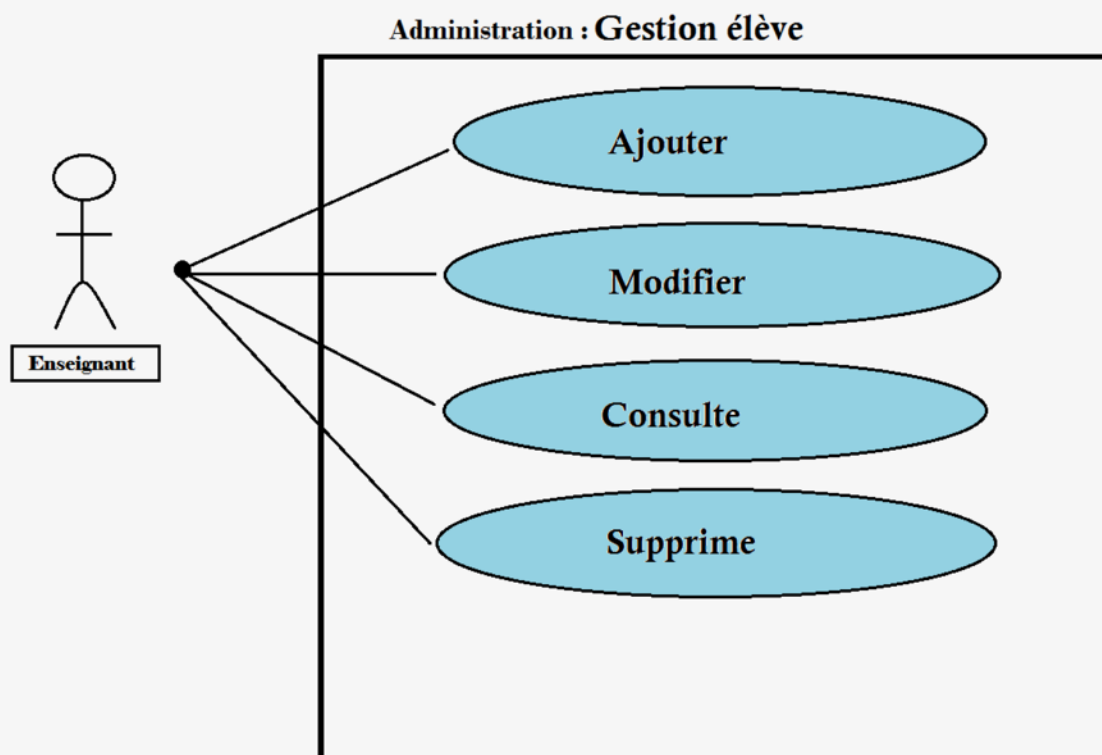 Administration : Gestion élève
Ajouter
Modifier
Enseignant
Consulte
Supprime